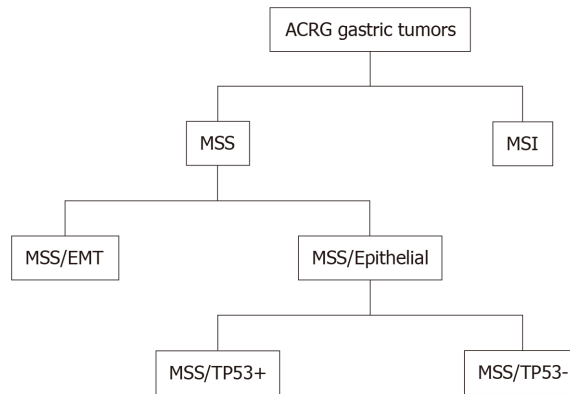 ACRG gastric tumors
MSS
MSI
MSS/EMT
MSS/Epithelial
MSS/TP53+
MSS/TP53-